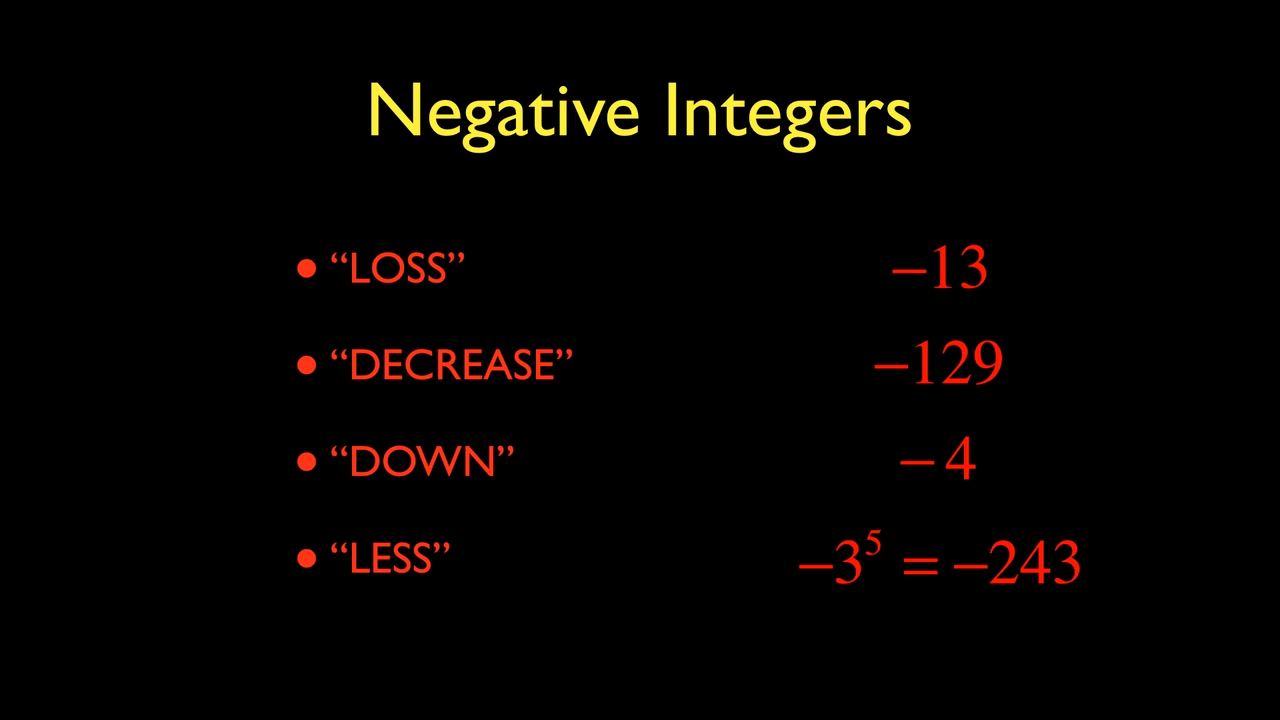 Negative Integers
• “LOSS” −13
• “DECREASE” −129
• “DOWN” − 4
• “LESS” −3⁵ = −243